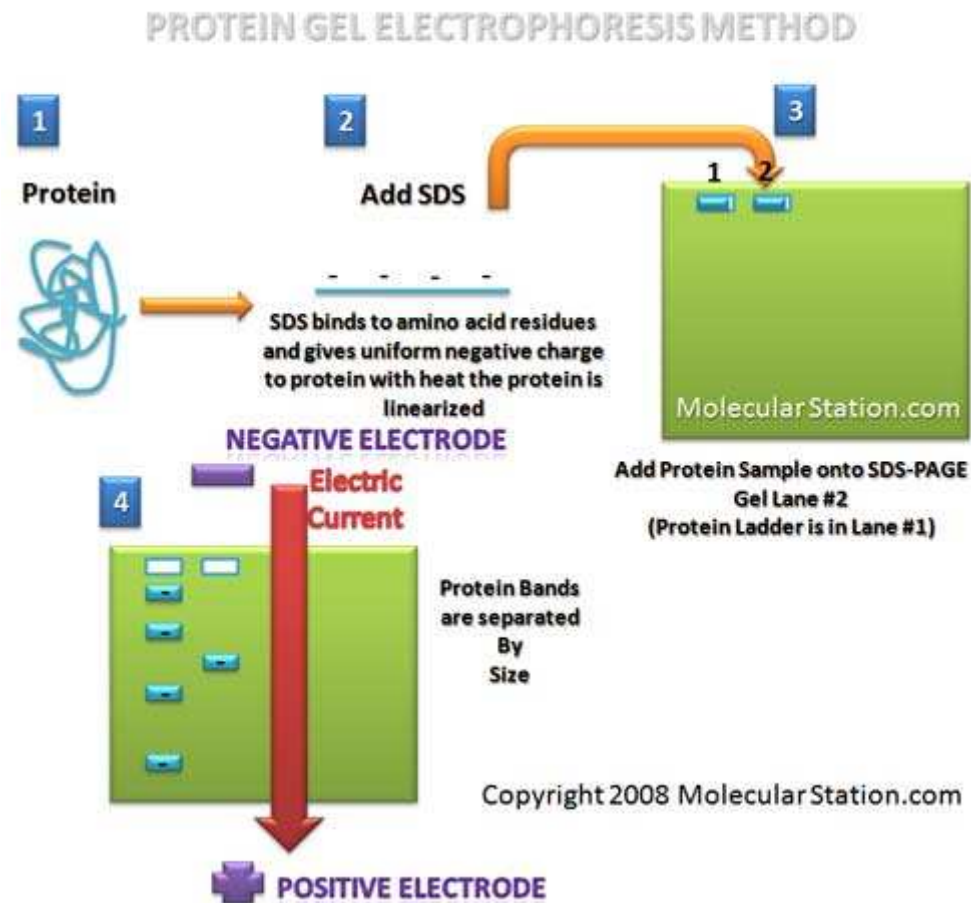 PROTEIN GEL ELECTROPHORESIS METHOD
1
Protein
2
Add SDS
- - - -
SDS binds to amino acid residues
and gives uniform negative charge
to protein with heat the protein is
linearized
3
1 2
MolecularStation.com
Add Protein Sample onto SDS-PAGE
Gel Lane #2
(Protein Ladder is in Lane #1)
4
NEGATIVE ELECTRODE
Electric
Current
Protein Bands
are separated
By
Size
POSITIVE ELECTRODE
Copyright 2008 MolecularStation.com